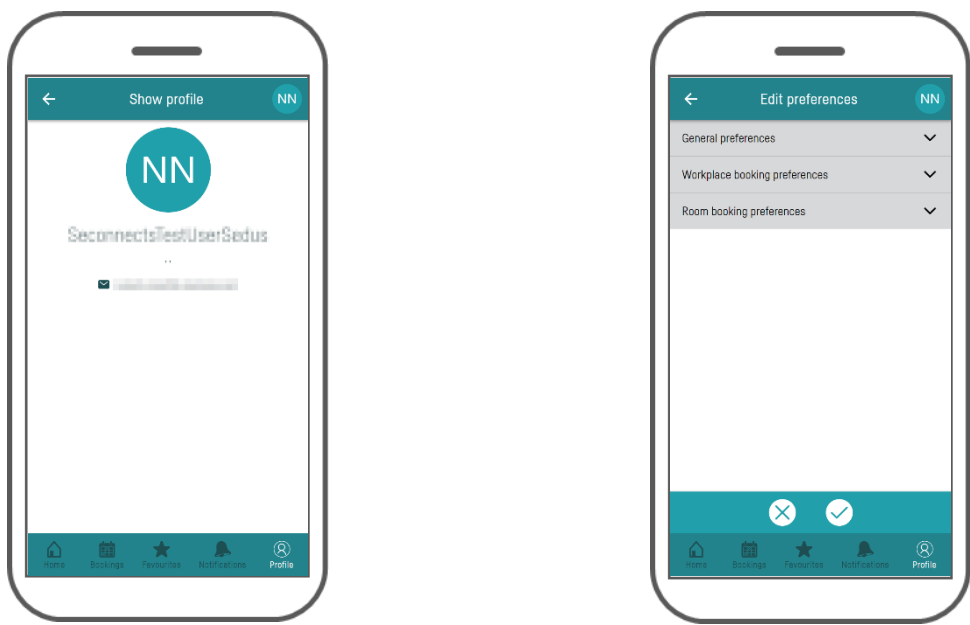 Show profile
NN
NN
SeconnectsTestUserSedus
Home
Bookings
Favourites
Notifications
Profile
Edit preferences
NN
General preferences
Workplace booking preferences
Room booking preferences
Home
Bookings
Favourites
Notifications
Profile